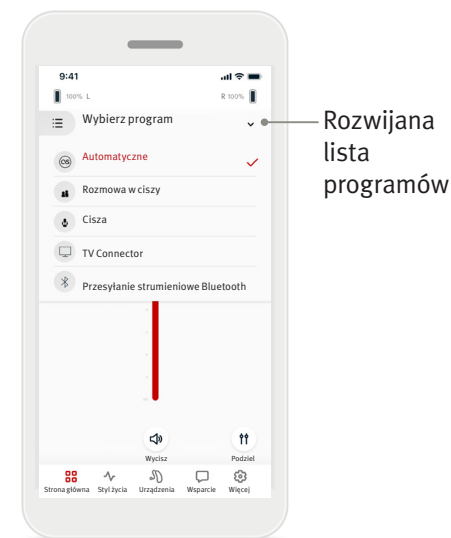 9:41
100% L
R 100%
Wybierz program
Automatyczne
Rozmowa w ciszy
Cisza
TV Connector
Przesyłanie strumieniowe Bluetooth
Wycisz
Podziel
Strona główna
Styl życia
Urządzenia
Wsparcie
Więcej
Rozwijana
lista
programów